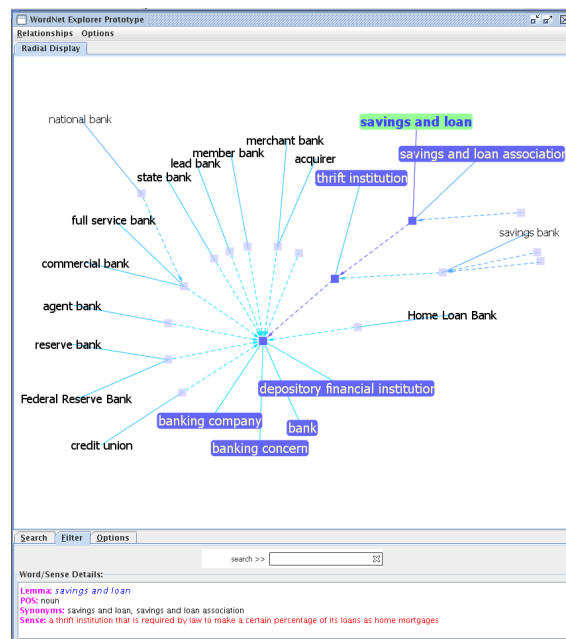 WordNet Explorer Prototype
Relationships Options
Radial Display
national bank
savings and loan
merchant bank
member bank
savings and loan association
lead bank
acquirer
state bank
thrift institution
full service bank
savings bank
commercial bank
agent bank
Home Loan Bank
reserve bank
depository financial institution
Federal Reserve Bank
banking company
bank
credit union
banking concern
Search Filter Options
search >>
Word/Sense Details:
Lemma: savings and loan
POS: noun
Synonyms: savings and loan, savings and loan association
Sense: a thrift institution that is required by law to make a certain percentage of its loans as home mortgages